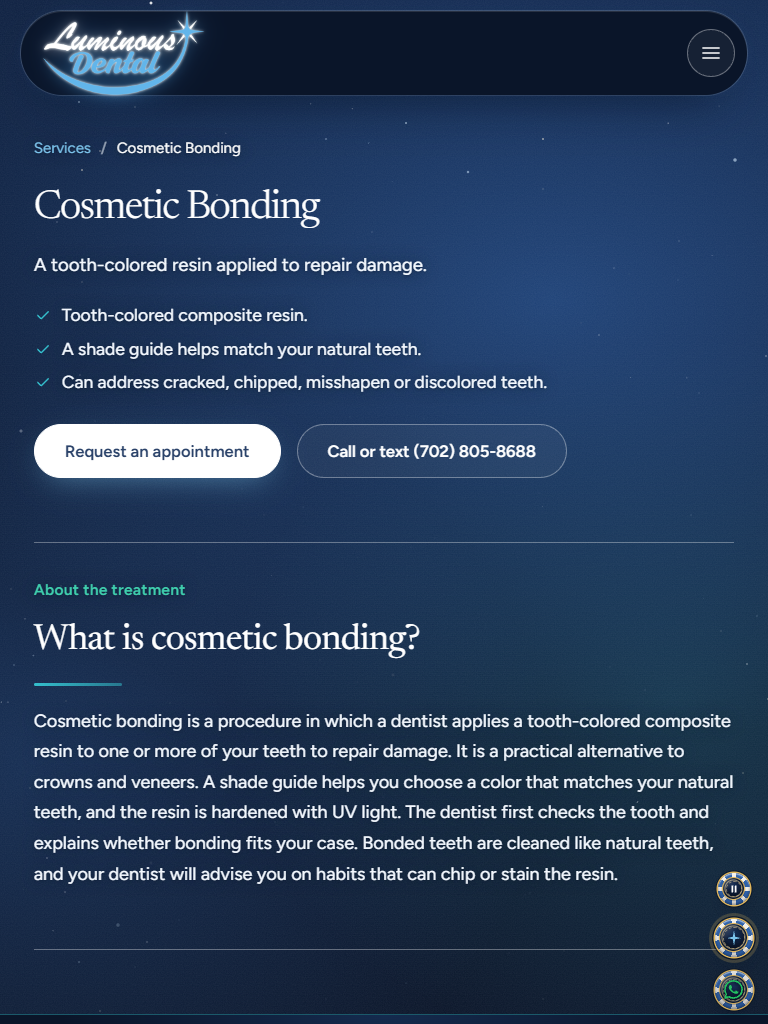 Luminous
Dental
Services / Cosmetic Bonding
Cosmetic Bonding
A tooth-colored resin applied to repair damage.
Tooth-colored composite resin.
A shade guide helps match your natural teeth.
Can address cracked, chipped, misshapen or discolored teeth.
Request an appointment
Call or text (702) 805-8688
About the treatment
What is cosmetic bonding?
Cosmetic bonding is a procedure in which a dentist applies a tooth-colored composite
resin to one or more of your teeth to repair damage. It is a practical alternative to
crowns and veneers. A shade guide helps you choose a color that matches your natural
teeth, and the resin is hardened with UV light. The dentist first checks the tooth and
explains whether bonding fits your case. Bonded teeth are cleaned like natural teeth,
and your dentist will advise you on habits that can chip or stain the resin.